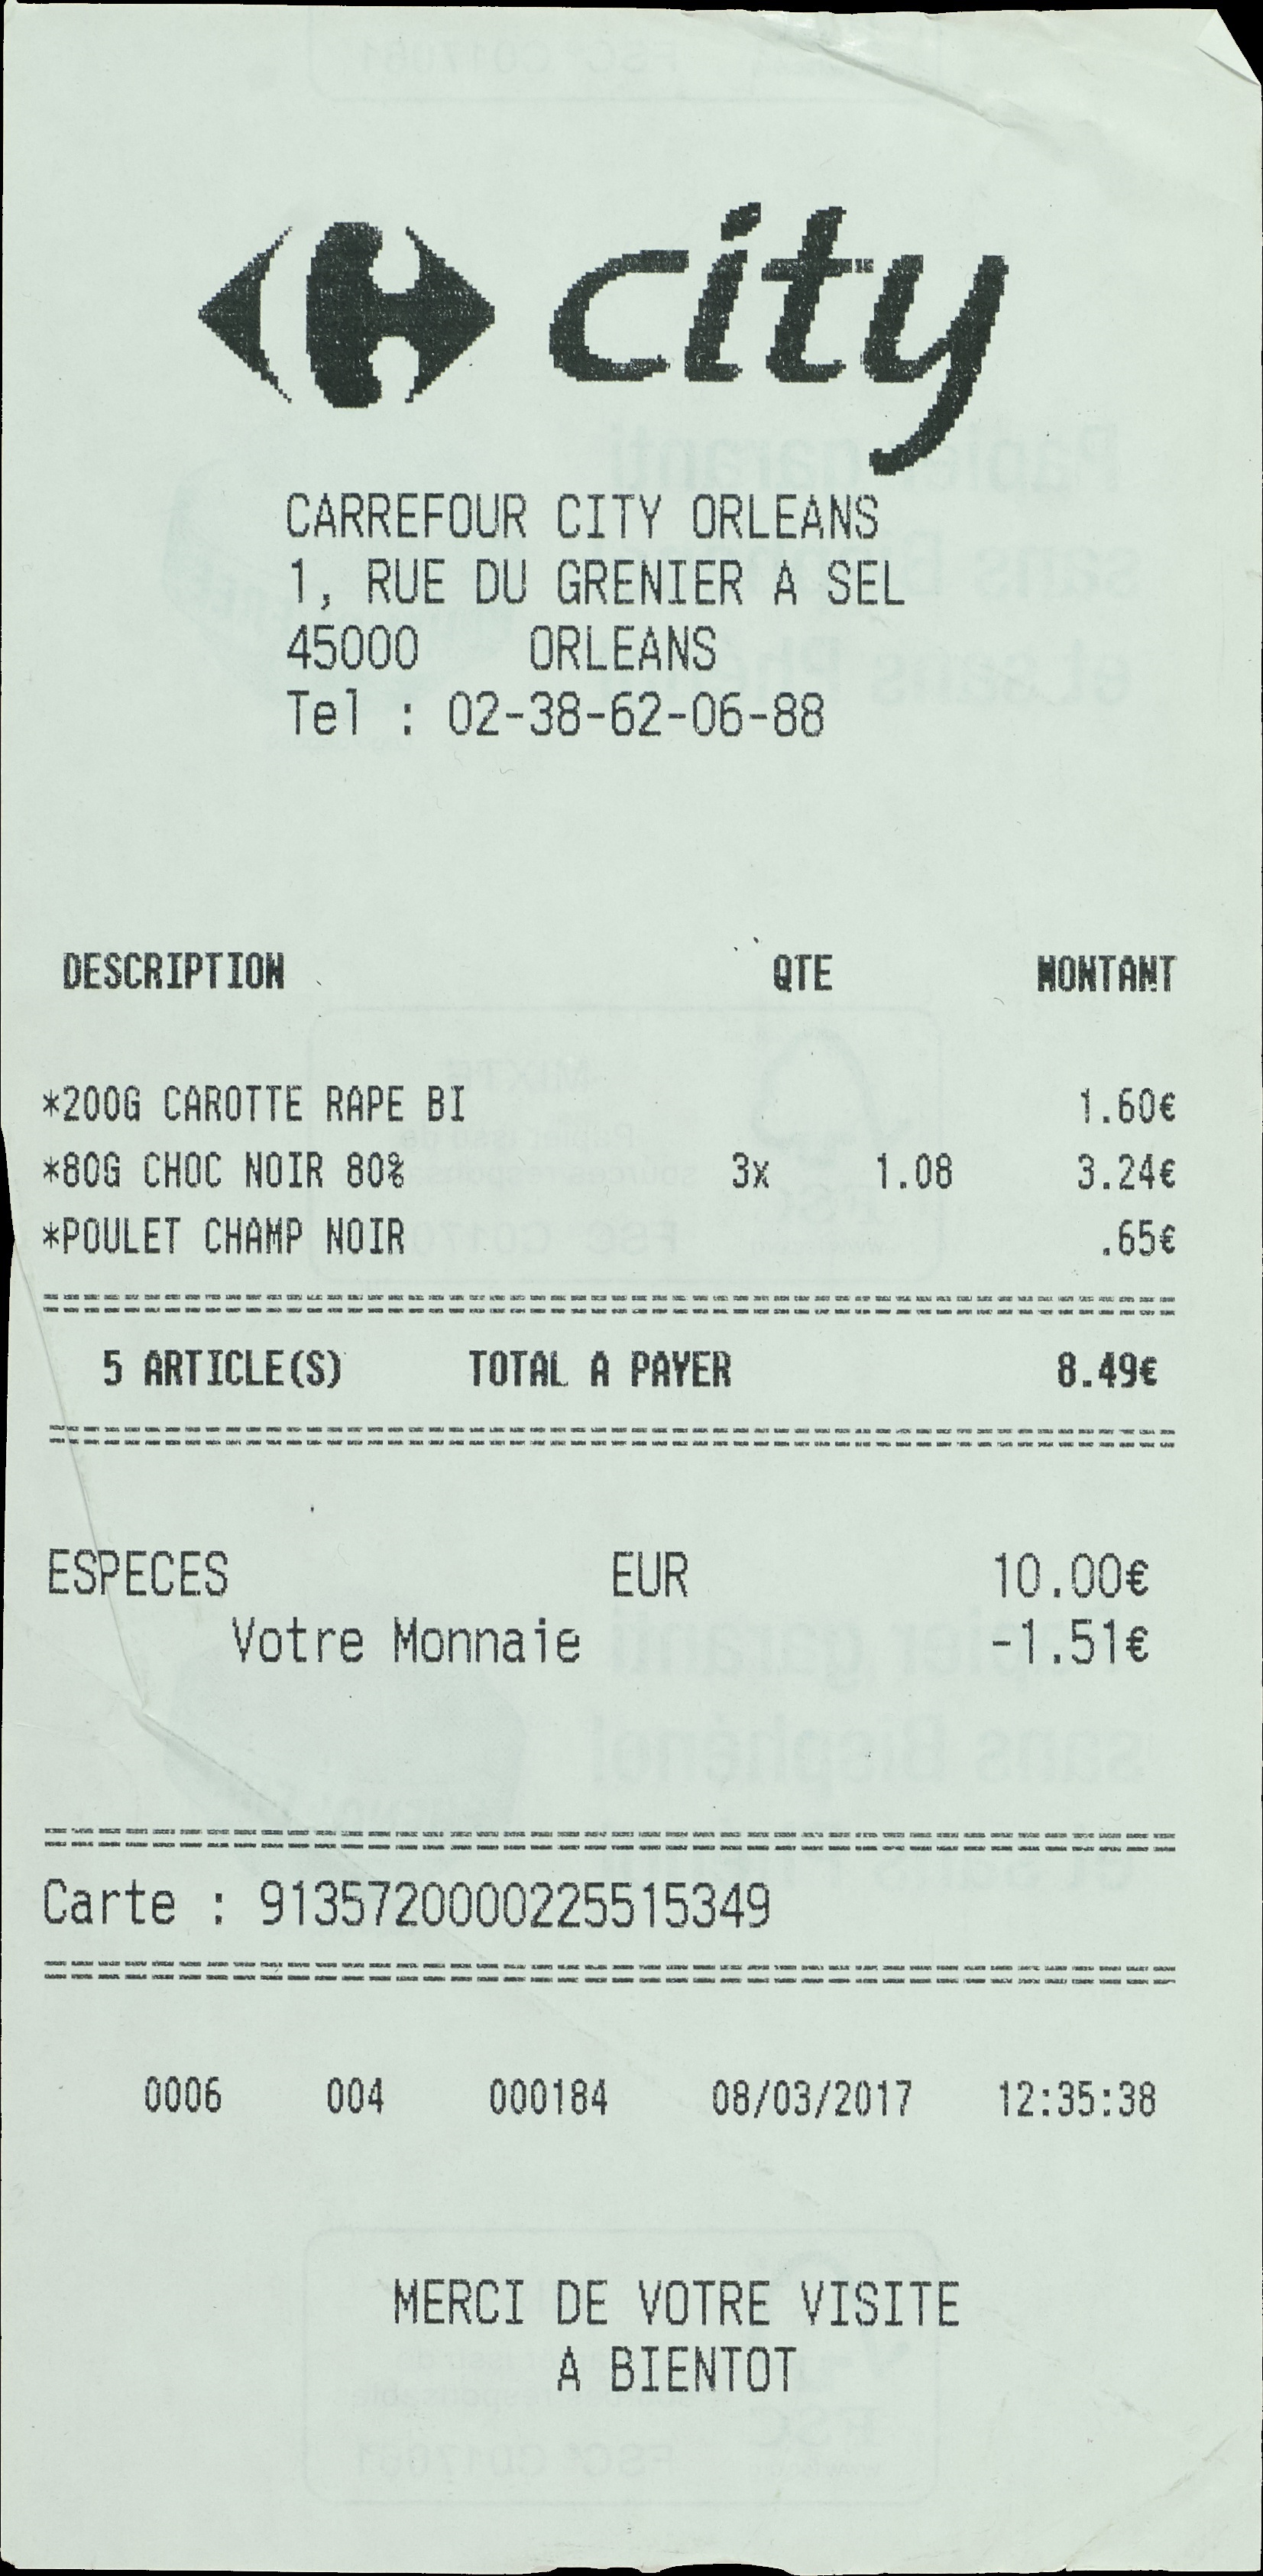 city
CARREFOUR CITY ORLEANS
1, RUE DU GRENIER A SEL
45000 ORLEANS
Tel : 02-38-62-06-88
DESCRIPTION QTE MONTANT
*200G CAROTTE RAPE BI 1.60€
*80G CHOC NOIR 80% 3x 1.08 3.24€
*POULET CHAMP NOIR .65€
5 ARTICLE(S) TOTAL A PAYER 8.49€
ESPECES EUR 10.00€
Votre Monnaie -1.51€
Carte : 9135720000225515349
0006 004 000184 08/03/2017 12:35:38
MERCI DE VOTRE VISITE
A BIENTOT